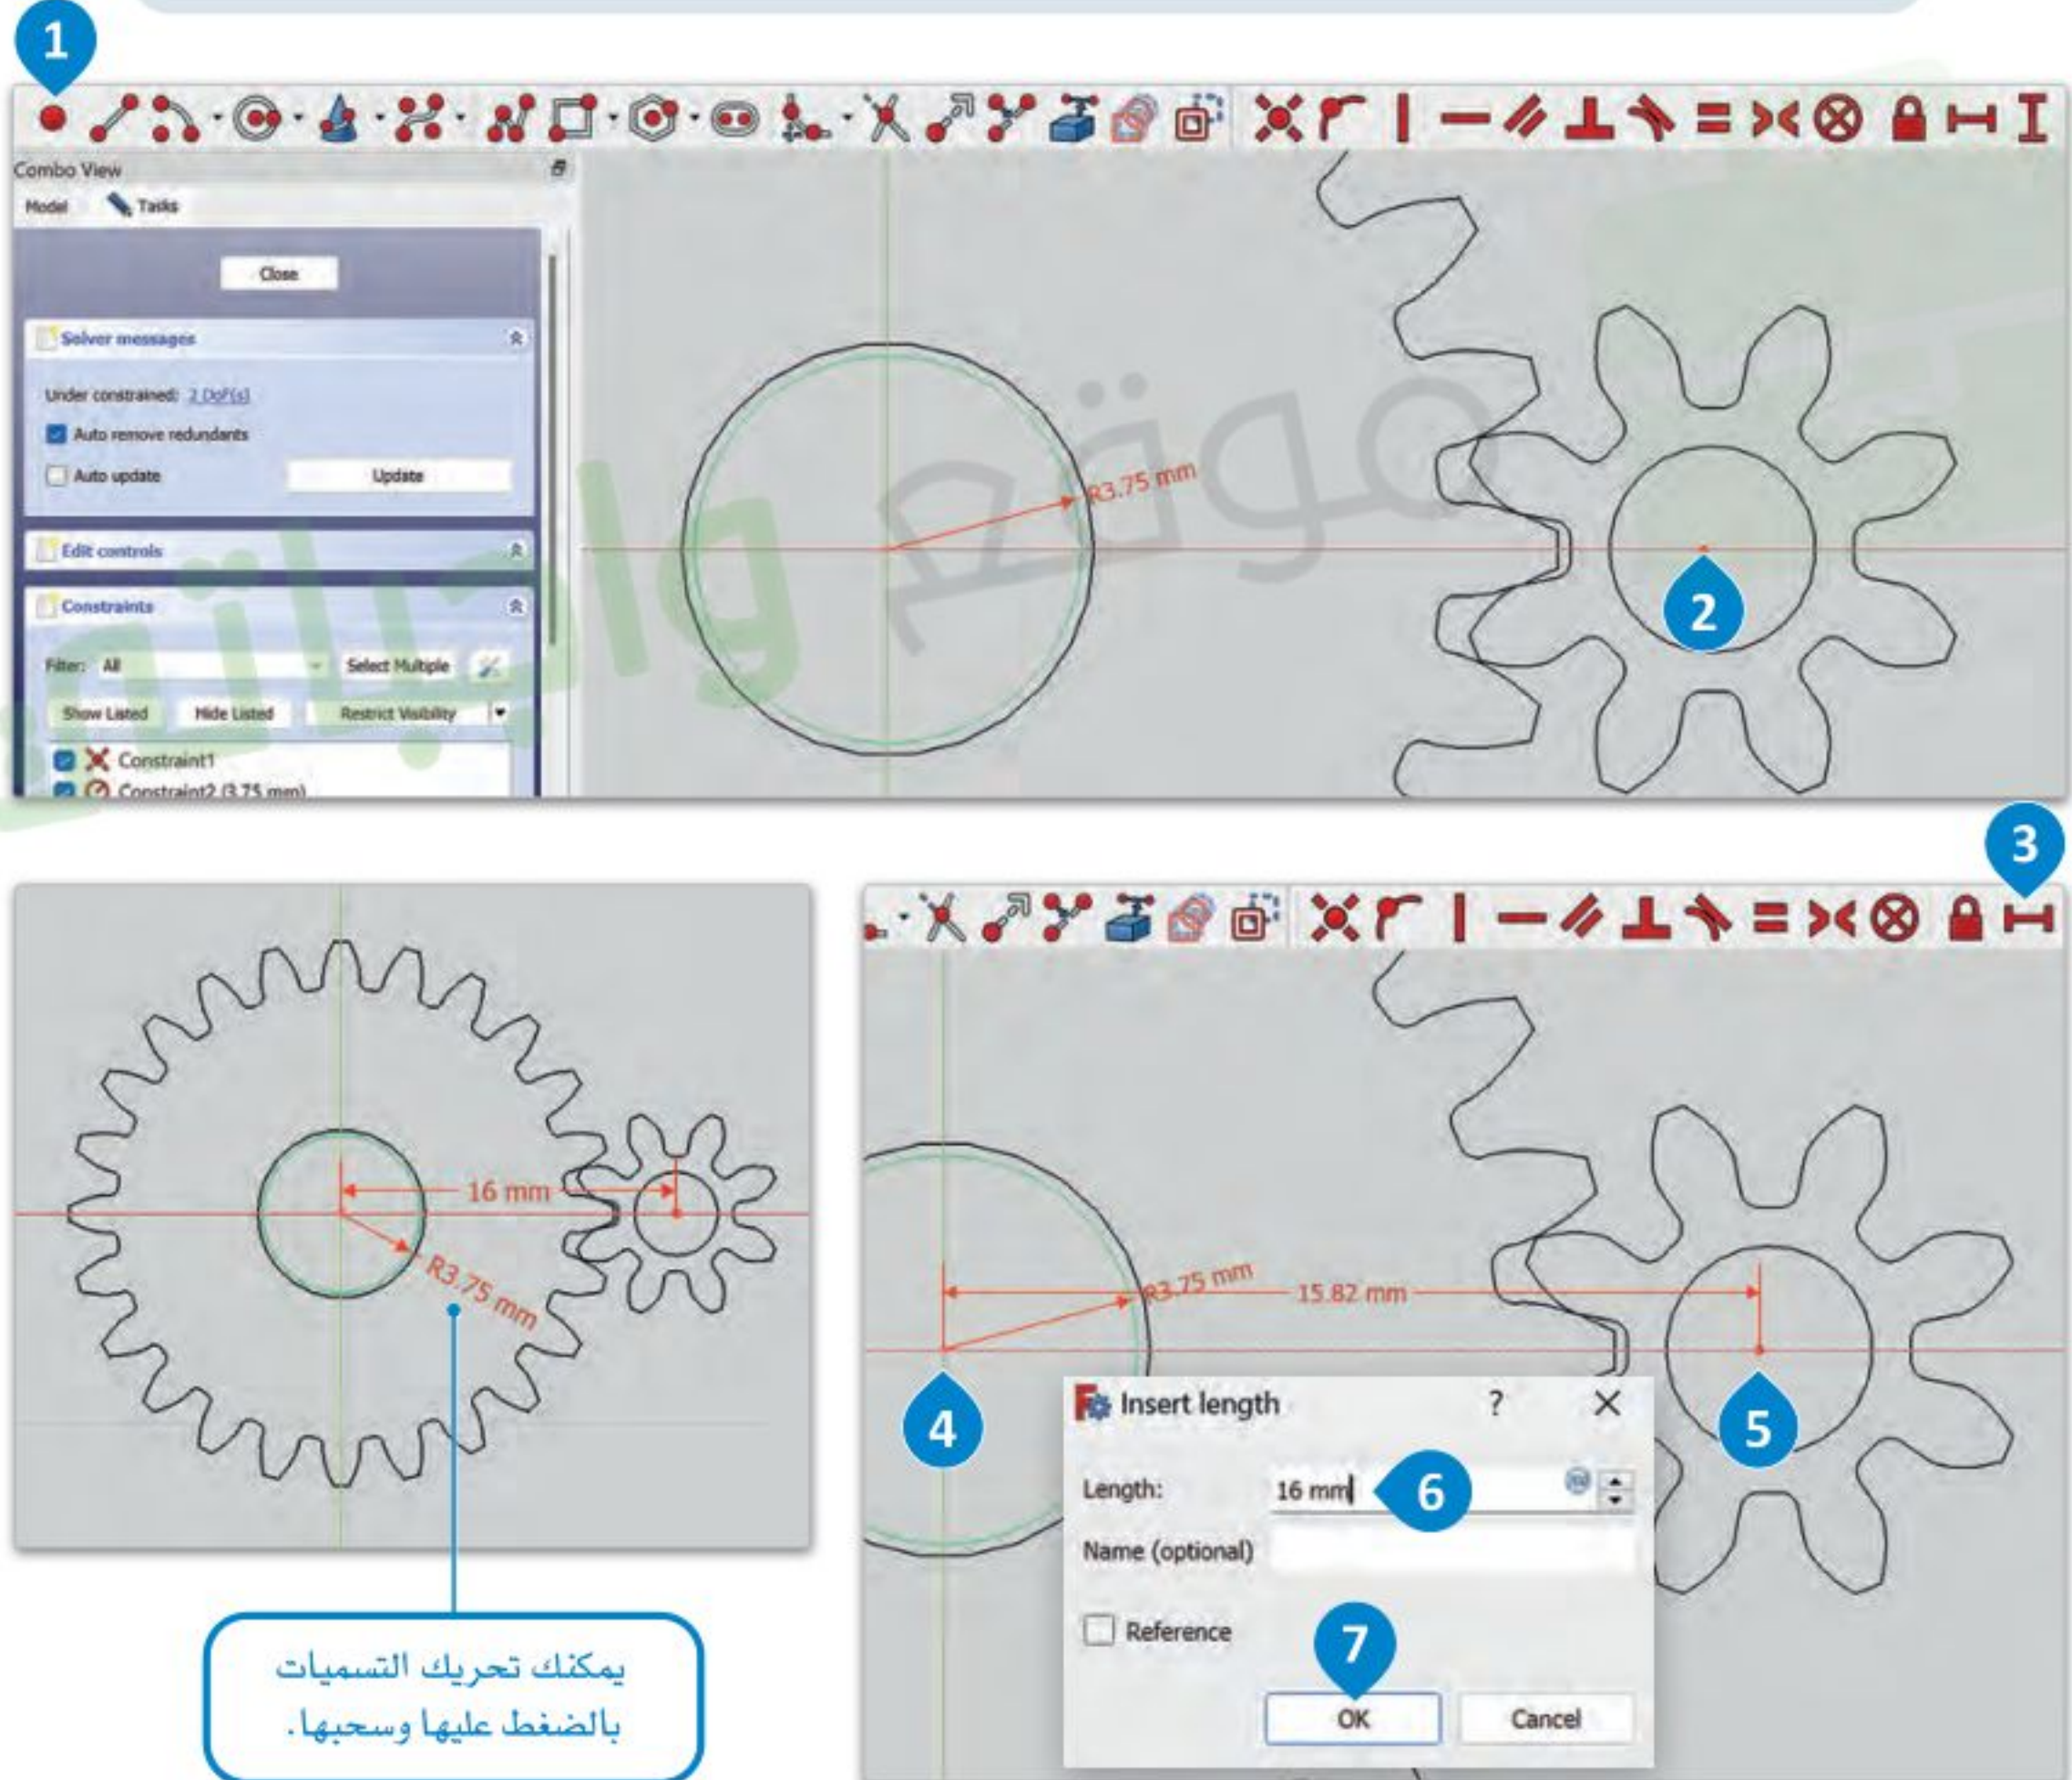 1
Combo View
Model Tasks
Close
Solver messages
Under constrained: 2 DoF(s)
Auto remove redundants
Auto update Update
Edit controls
Constraints
Filter: All Select Multiple
Show Listed Hide Listed Restrict Visibility
Constraint1
Constraint2 (3.75 mm)
R3.75 mm
2
موقع
واجباتي
3
16 mm
R3.75 mm
يمكنك تحريك التسميات
بالضغط عليها وسحبها.
R3.75 mm
15.82 mm
4
5
Insert length ? ×
Length: 16 mm
6
Name (optional)
Reference
7
OK Cancel